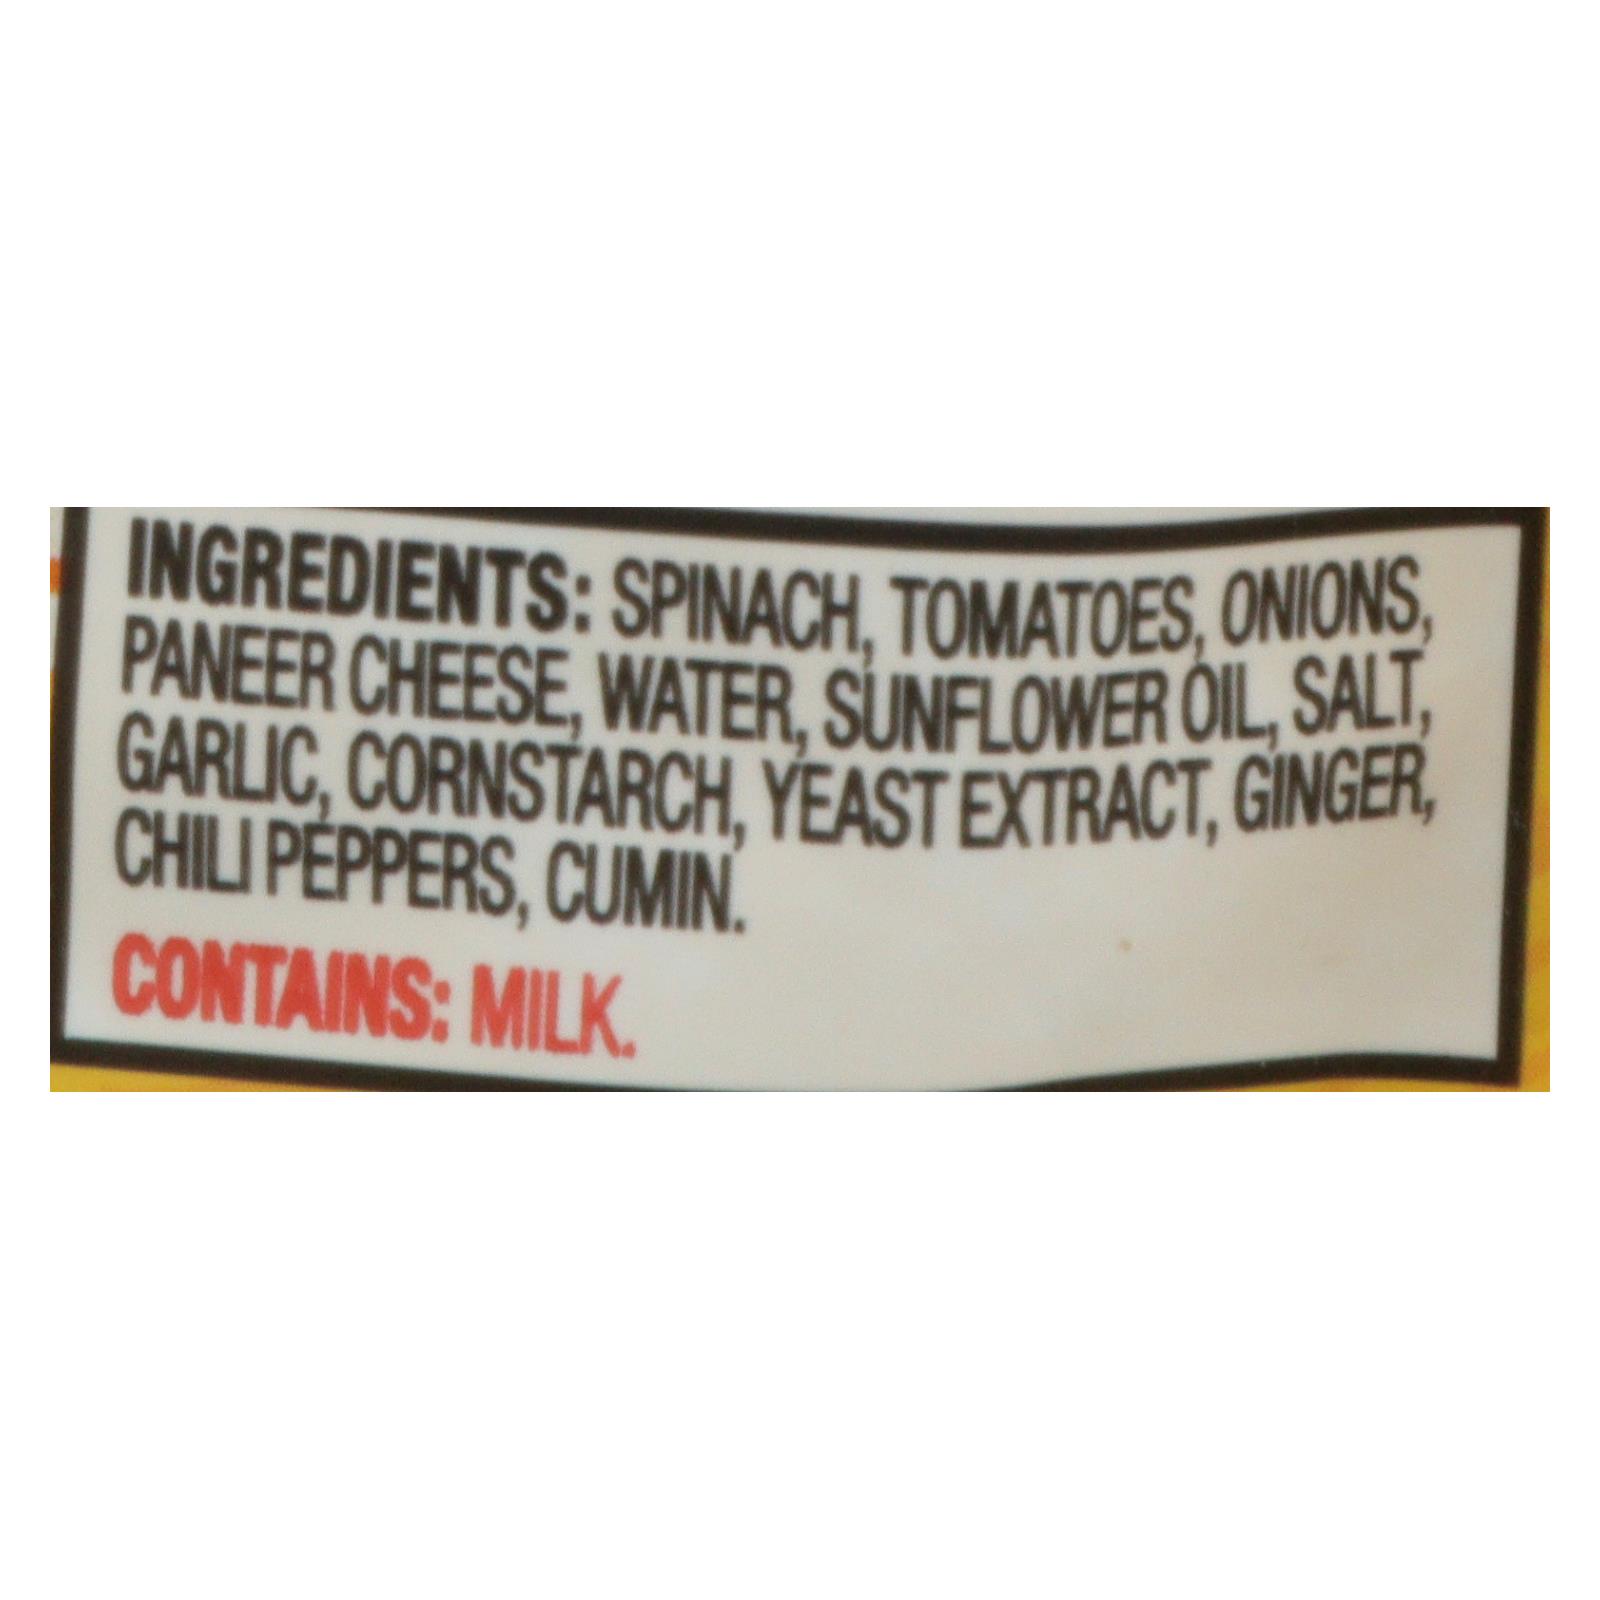 INGREDIENTS: SPINACH, TOMATOES, ONIONS,
PANEER CHEESE, WATER, SUNFLOWER OIL, SALT,
GARLIC, CORNSTARCH, YEAST EXTRACT, GINGER,
CHILI PEPPERS, CUMIN.
CONTAINS: MILK.